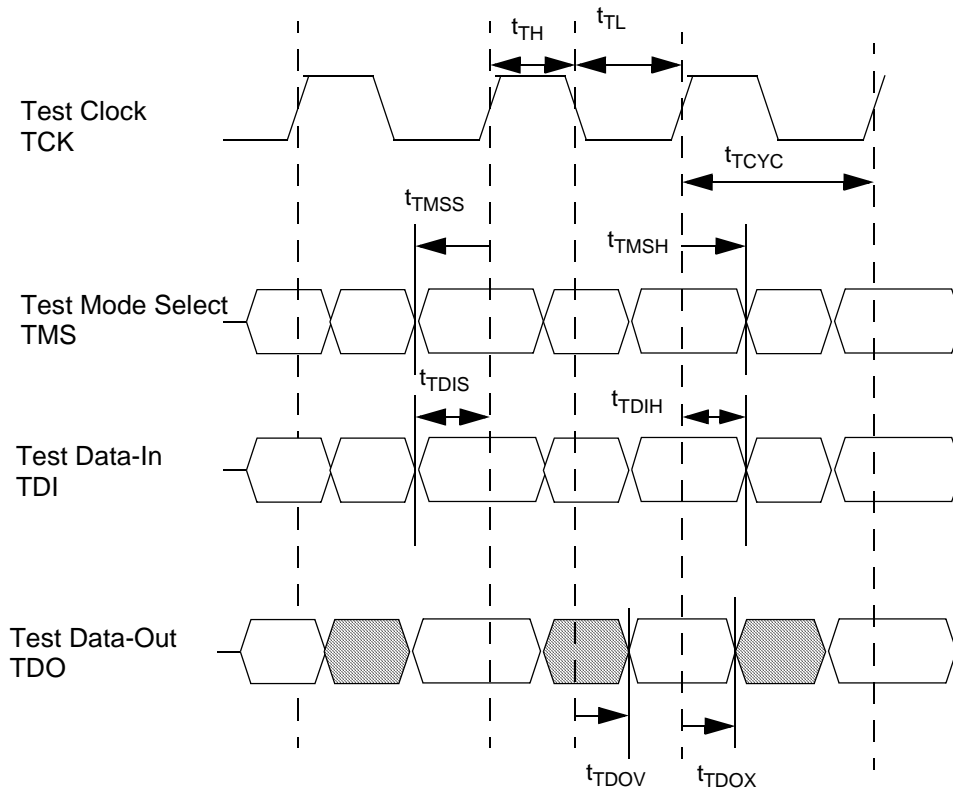 tTH
tTL
Test Clock
TCK
tTCYC
tTMSS
tTMSH
Test Mode Select
TMS
tTDIS
tTDIH
Test Data-In
TDI
Test Data-Out
TDO
tTDOV
tTDOX